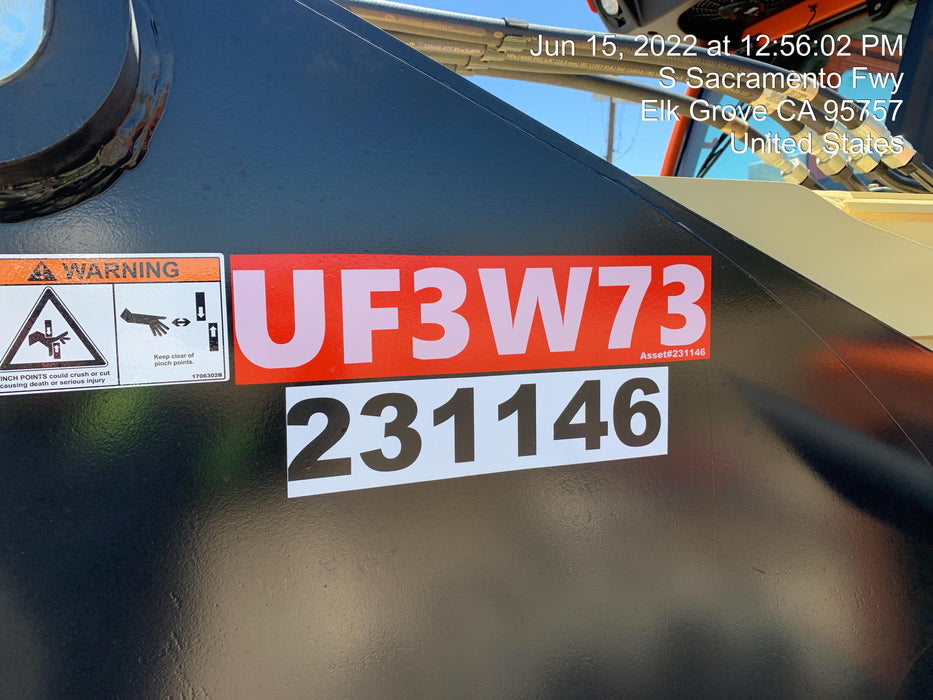 Jun 15, 2022 at 12:56:02 PM
S Sacramento Fwy
Elk Grove CA 95757
United States
WARNING
Keep clear of
pinch points.
PINCH POINTS could crush or cut
causing death or serious injury
1706302B
UF3W73
Asset#231146
231146